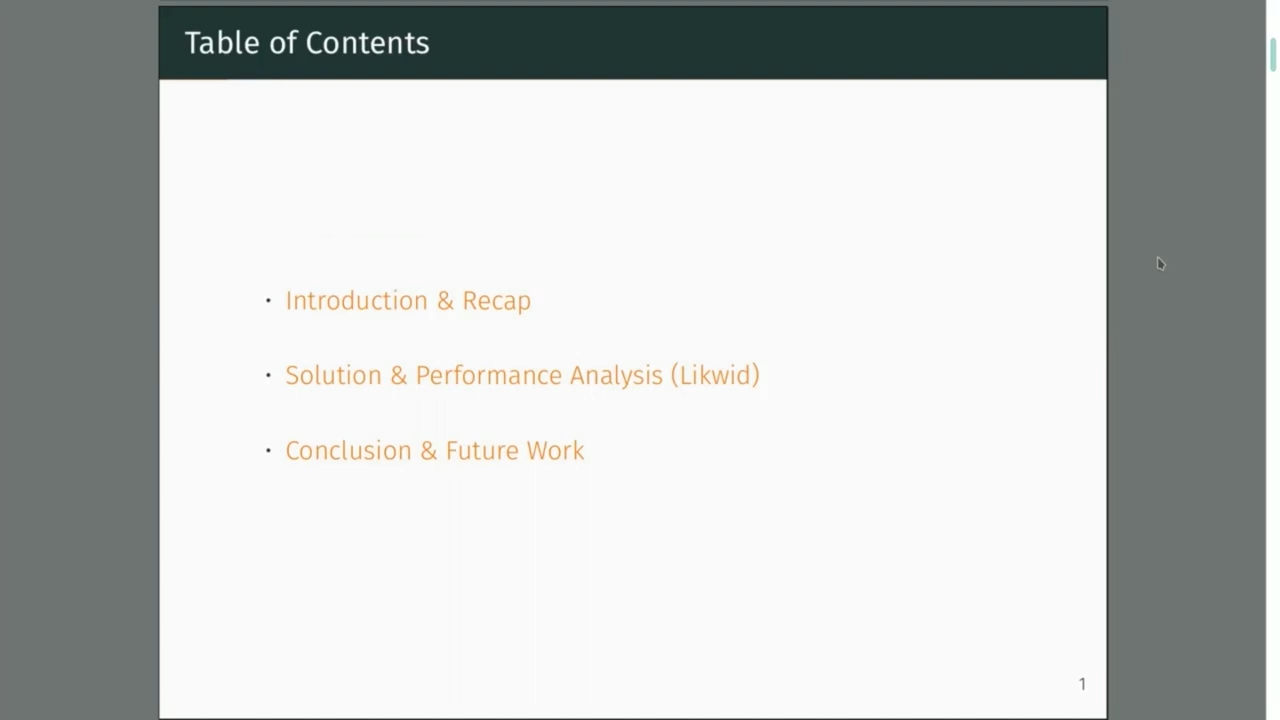 Table of Contents
• Introduction & Recap
• Solution & Performance Analysis (Likwid)
• Conclusion & Future Work
1